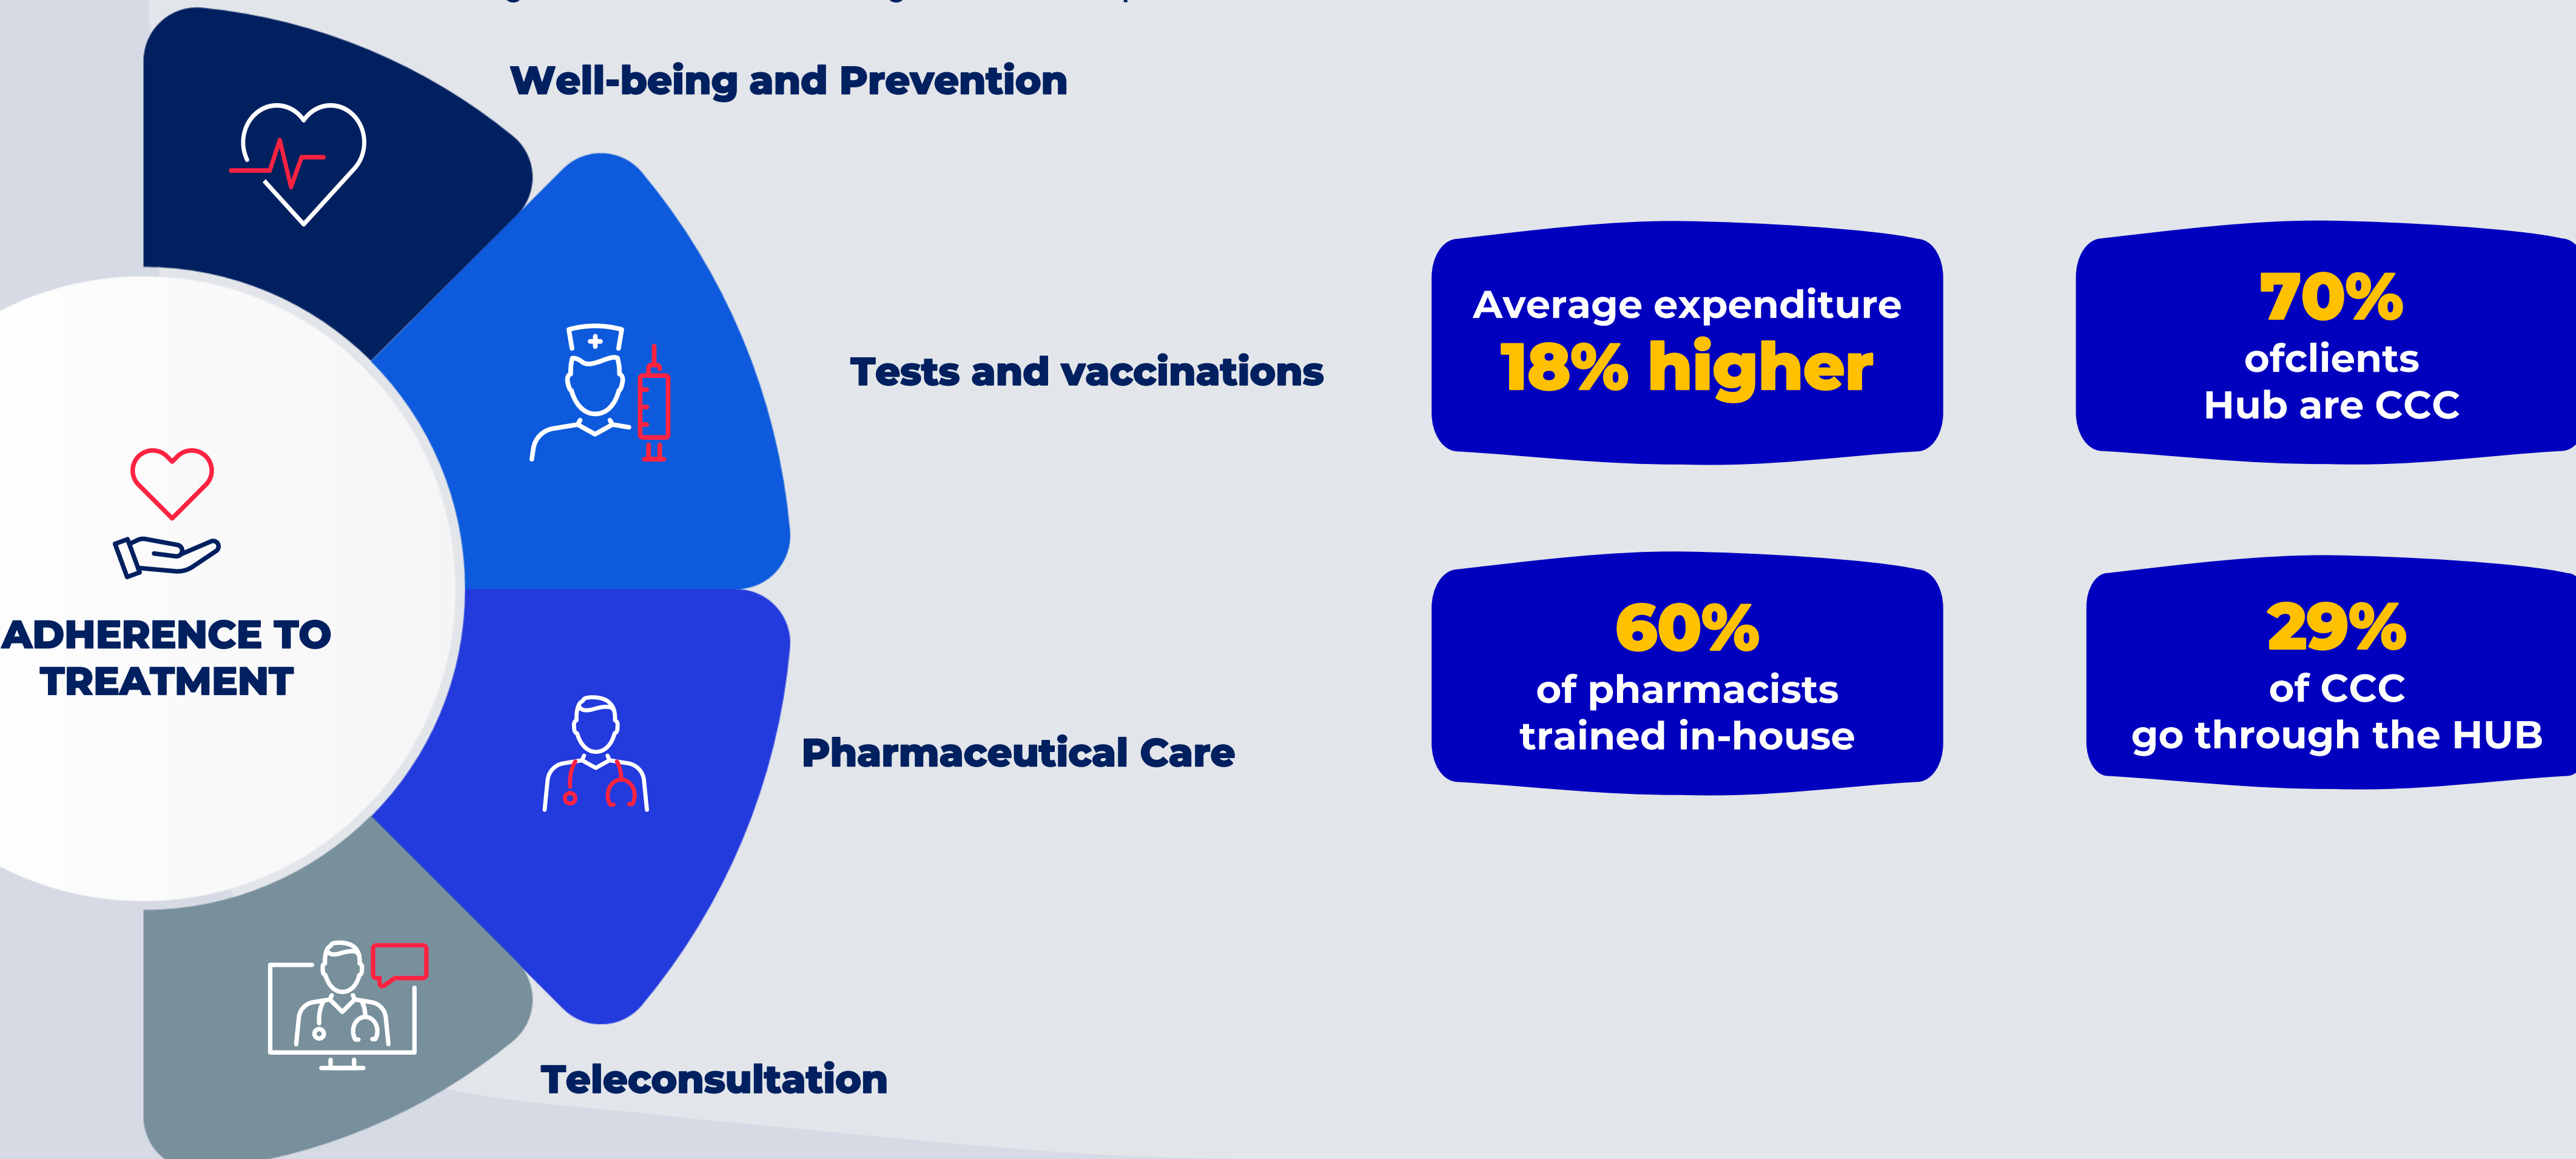 Well-being and Prevention
Tests and vaccinations
Pharmaceutical Care
Teleconsultation
ADHERENCE TO
TREATMENT
Average expenditure
18% higher
70%
ofclients
Hub are CCC
60%
of pharmacists
trained in-house
29%
of CCC
go through the HUB